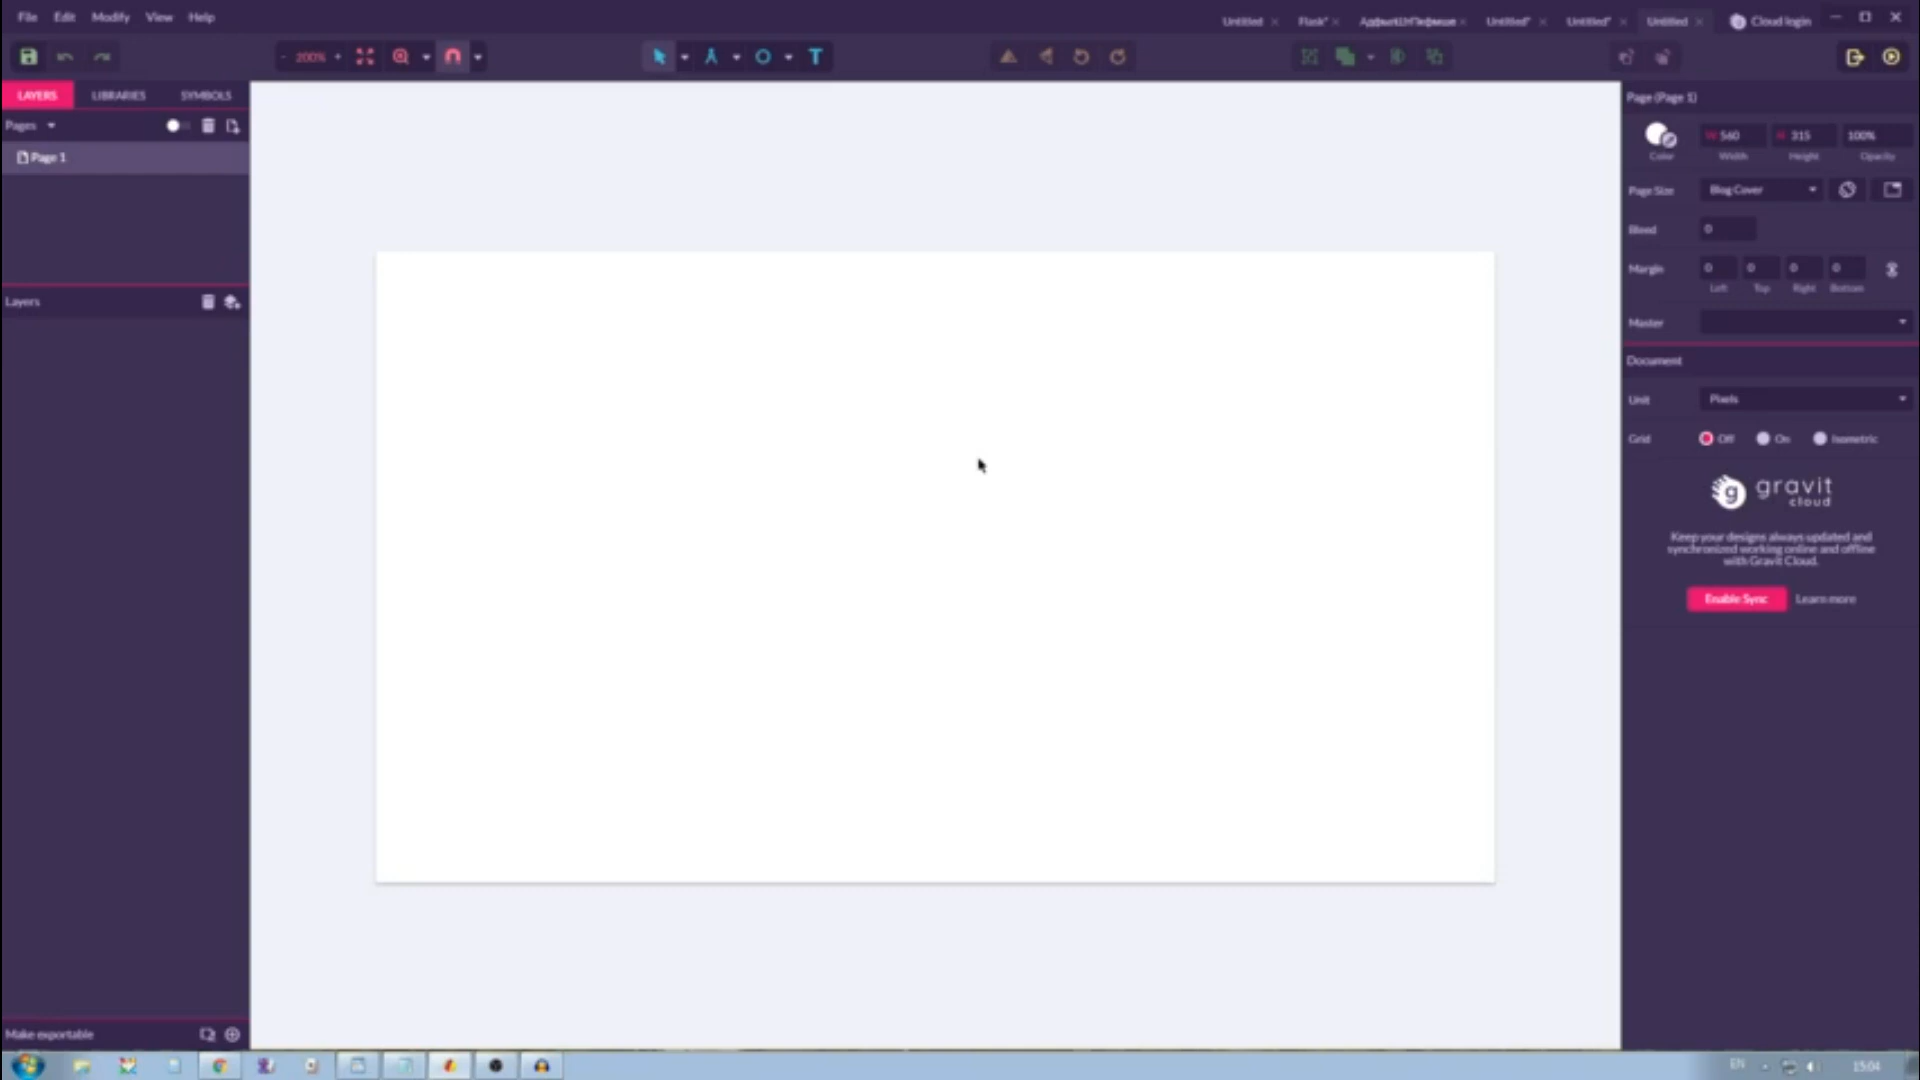 File Edit Modify View Help
Untitled Flask* Untitled* Untitled* Untitled Cloud login
- 200% +
T
LAYERS LIBRARIES SYMBOLS
Pages
Page 1
Layers
Make exportable
Page (Page 1)
W 560 H 315 100%
Color Width Height Opacity
Page Size Blog Cover
Bleed 0
Margin 0 0 0 0
Left Top Right Bottom
Master
Document
Unit Pixels
Grid Off On Isometric
g gravit
cloud
Keep your designs always updated and
synchronized working online and offline
with Gravit Cloud.
Enable Sync Learn more
EN 15:04